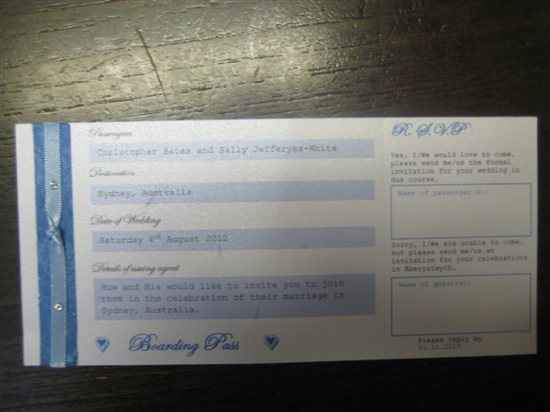 Passengers
Christopher Bates and Sally Jefferyes-White
Destination
Sydney, Australia
Date of Wedding
Saturday 4th August 2012
Details of issuing agent
and Mia would like to invite you to join
them in the celebration of their marriage in
Sydney, Australia.
Boarding Pass
R.S.V.P
Yes, I/We would love to come,
please send me/us the formal
invitation for your wedding in
due course.
Name of passenger(s):
Sorry, I/We are unable to come,
but please send me/us an
invitation for your celebrations
in
Name of guest(s):
Please reply by